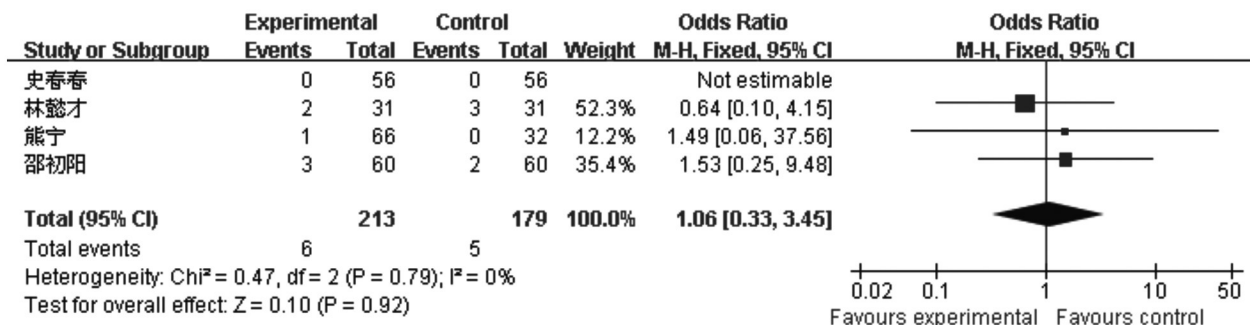 Experimental Control Odds Ratio Odds Ratio
Study or Subgroup Events Total Events Total Weight M-H, Fixed, 95% CI M-H, Fixed, 95% CI
史春春 0 56 0 56 Not estimable
林懿才 2 31 3 31 52.3% 0.64 [0.10, 4.15]
熊宁 1 66 0 32 12.2% 1.49 [0.06, 37.56]
邵初阳 3 60 2 60 35.4% 1.53 [0.25, 9.48]
Total (95% CI) 213 179 100.0% 1.06 [0.33, 3.45]
Total events 6 5
Heterogeneity: Chi² = 0.47, df = 2 (P = 0.79); I² = 0%
Test for overall effect: Z = 0.10 (P = 0.92)
0.02 0.1 1 10 50
Favours experimental Favours control